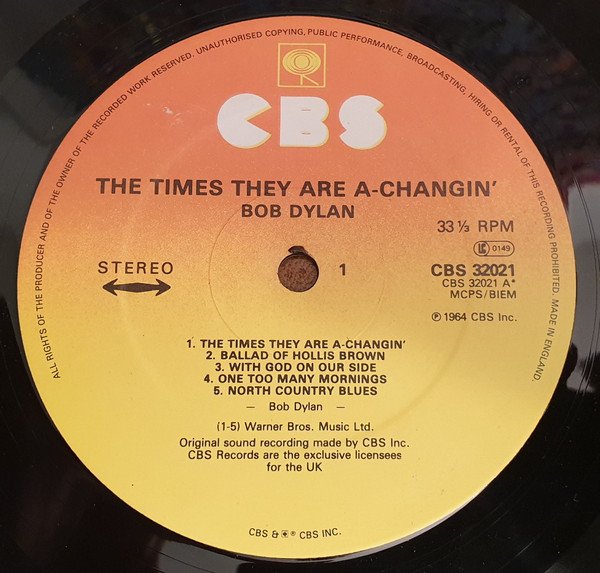 ALL RIGHTS OF THE PRODUCER AND OF THE OWNER OF THE RECORDED WORK RESERVED. UNAUTHORISED COPYING, PUBLIC PERFORMANCE, BROADCASTING, HIRING OR RENTAL OF THIS RECORDING PROHIBITED. MADE IN ENGLAND.
CBS
THE TIMES THEY ARE A-CHANGIN'
BOB DYLAN
33⅓ RPM
LC 0149
STEREO
1
CBS 32021
CBS 32021 A*
MCPS/BIEM
℗ 1964 CBS Inc.
1. THE TIMES THEY ARE A-CHANGIN'
2. BALLAD OF HOLLIS BROWN
3. WITH GOD ON OUR SIDE
4. ONE TOO MANY MORNINGS
5. NORTH COUNTRY BLUES
— Bob Dylan —
(1-5) Warner Bros. Music Ltd.
Original sound recording made by CBS Inc.
CBS Records are the exclusive licensees
for the UK
CBS & ® CBS INC.